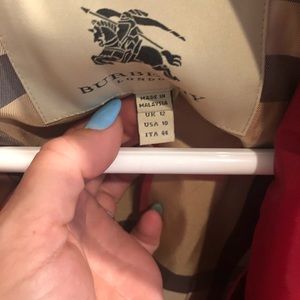 BURBERRY
LONDON
MADE IN
MALAYSIA
UK 12
USA 10
ITA 44